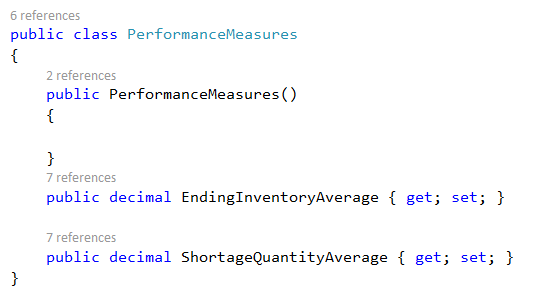 6 references
public class PerformanceMeasures
{
2 references
public PerformanceMeasures()
{
}
7 references
public decimal EndingInventoryAverage { get; set; }
7 references
public decimal ShortageQuantityAverage { get; set; }
}